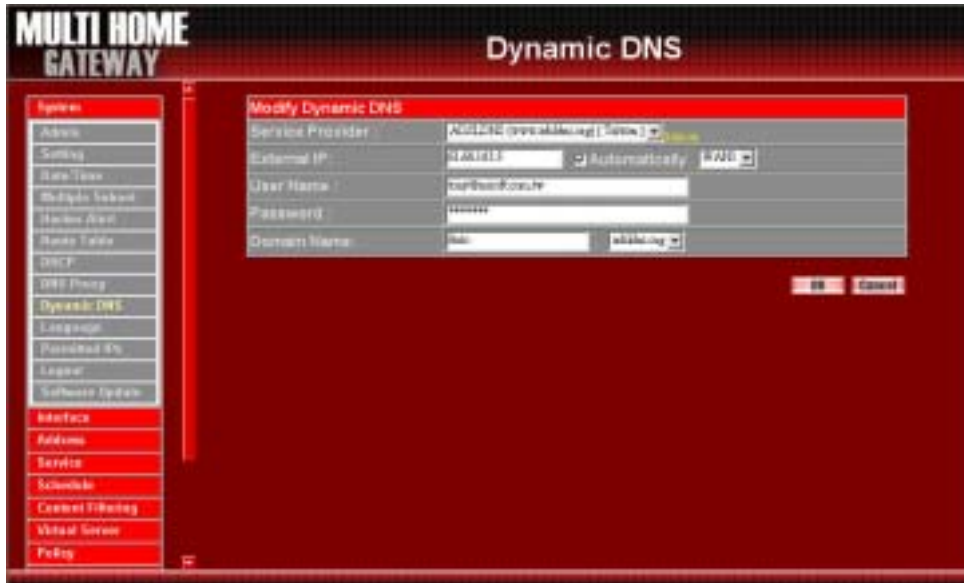 MULTI HOME
GATEWAY
Dynamic DNS
System
Admin
Setting
Date/Time
Multiple Subnet
Hacker Alert
Route Table
DHCP
DNS Proxy
Dynamic DNS
Language
Permitted IPs
Logout
Software Update
Interface
Address
Service
Schedule
Content Filtering
Virtual Server
Policy
Modify Dynamic DNS
Service Provider
External IP
Automatically
User Name :
Password :
********
Domain Name:
OK
Cancel